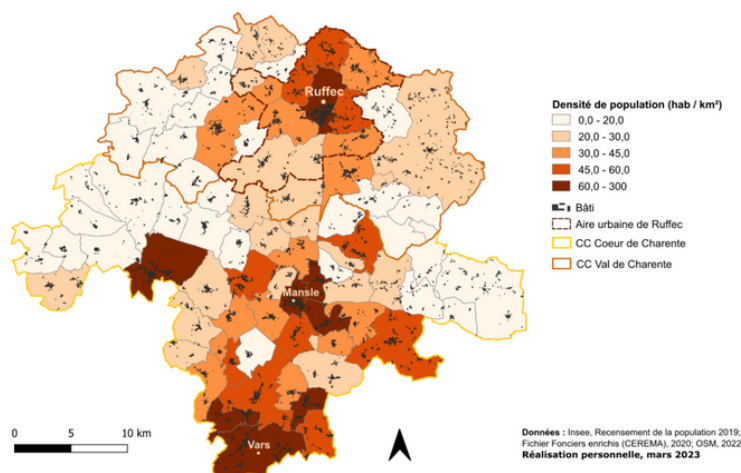 Ruffec
Mansle
Vars
Densité de population (hab / km²)
0,0 - 20,0
20,0 - 30,0
30,0 - 45,0
45,0 - 60,0
60,0 - 300
Bâti
Aire urbaine de Ruffec
CC Coeur de Charente
CC Val de Charente
0 5 10 km
Données : Insee, Recensement de la population 2019;
Fichier Fonciers enrichis (CEREMA), 2020; OSM, 2022
Réalisation personnelle, mars 2023